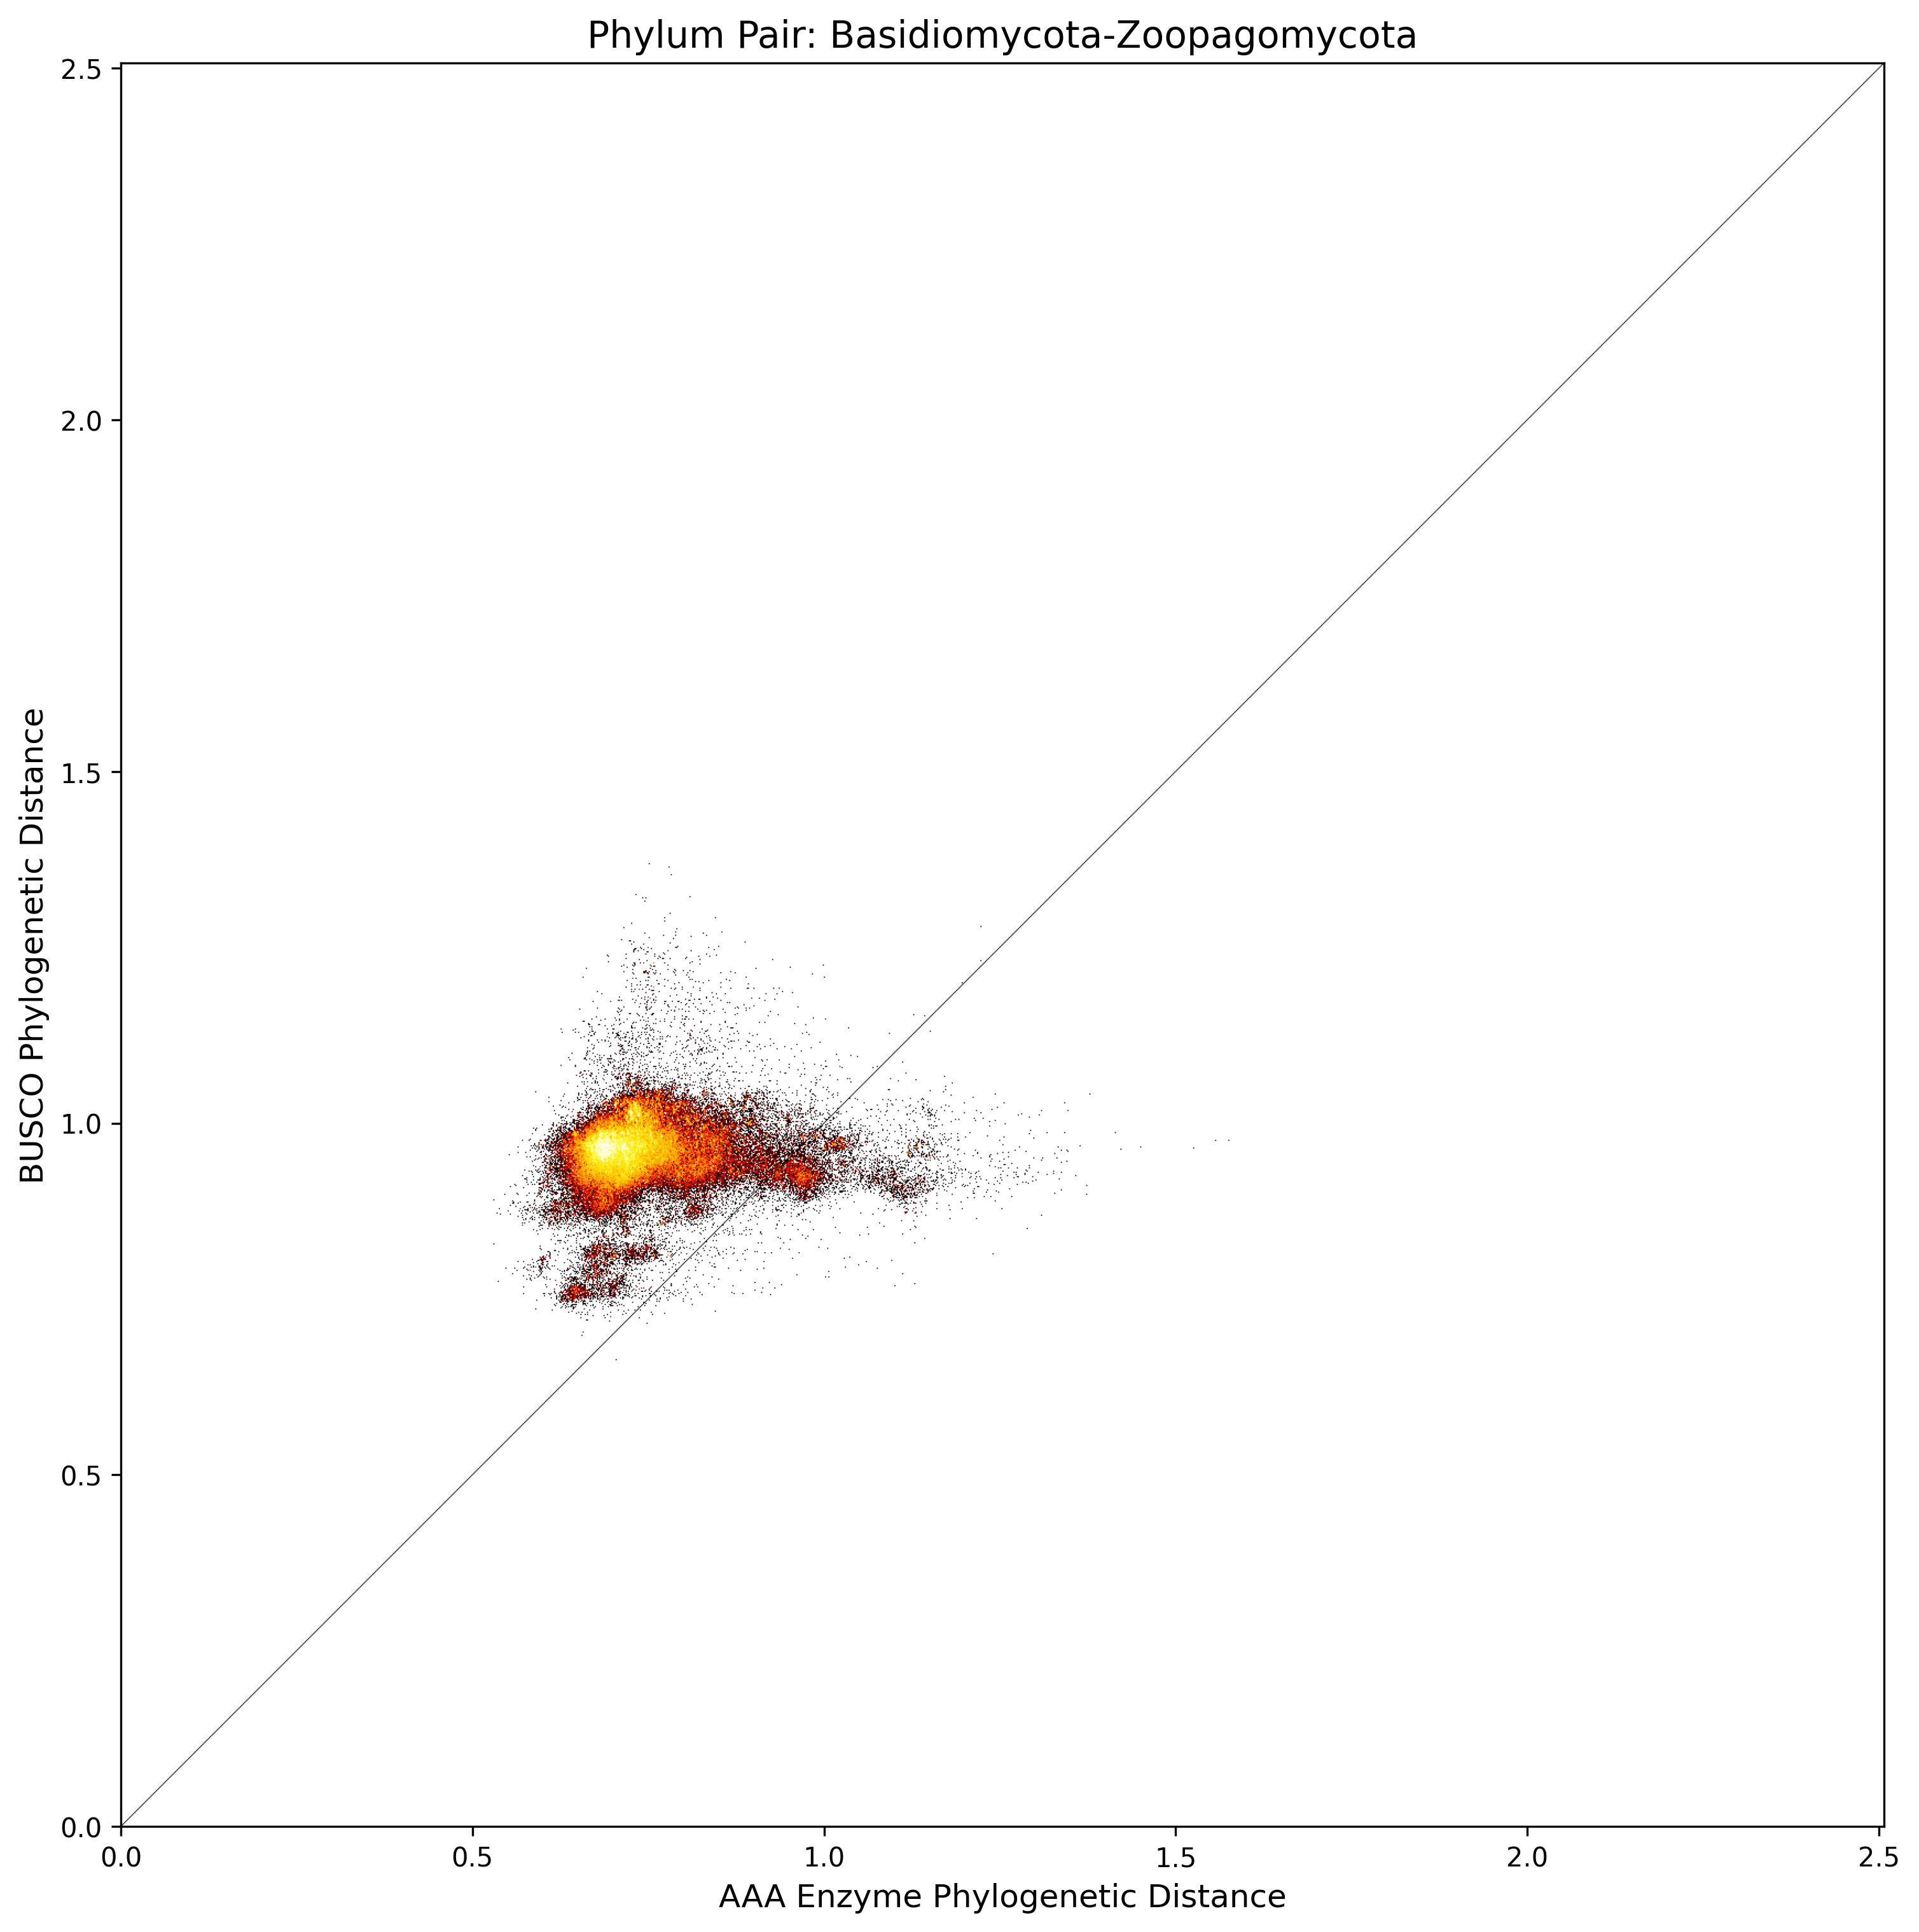 Phylum Pair: Basidiomycota-Zoopagomycota
2.5
2.0
1.5
1.0
0.5
0.0
BUSCO Phylogenetic Distance
0.0 0.5 1.0 1.5 2.0 2.5
AAA Enzyme Phylogenetic Distance